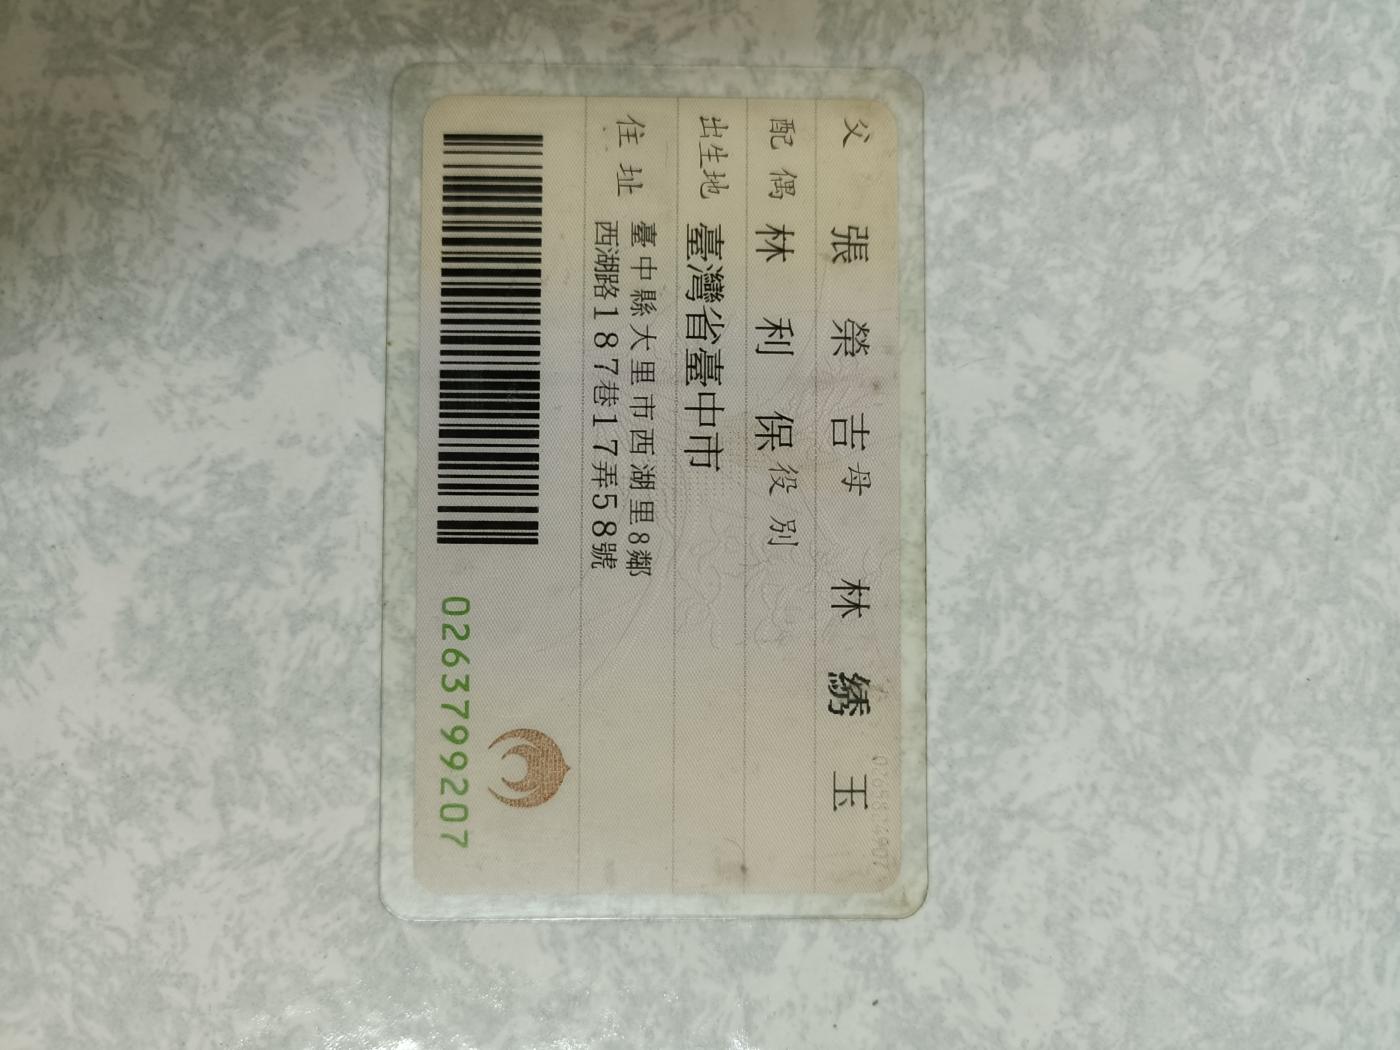 父 張榮吉 母 林綉玉
配偶 林利保 役別
出生地 臺灣省臺中市
住址 臺中縣大里市西湖里8鄰
西湖路187巷17弄58號
0263799207